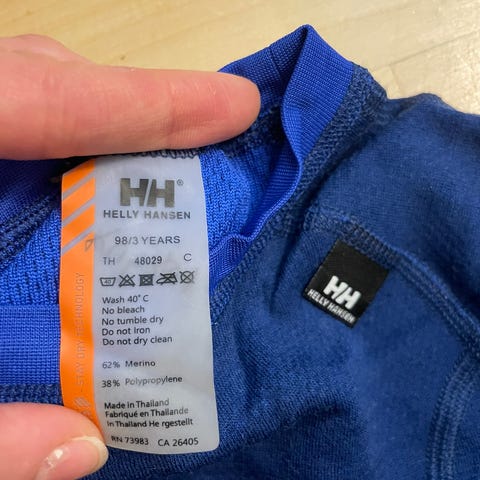 HH®
HELLY HANSEN
98/3 YEARS
TH 48029 C
40
Wash 40° C
No bleach
No tumble dry
Do not Iron
Do not dry clean
62% Merino
38% Polypropylene
Made in Thailand
Fabriqué en Thailande
In Thailand He rgestellt
RN 73983 CA 26405
STAY DRY TECHNOLOGY
HH
HELLY HANSEN